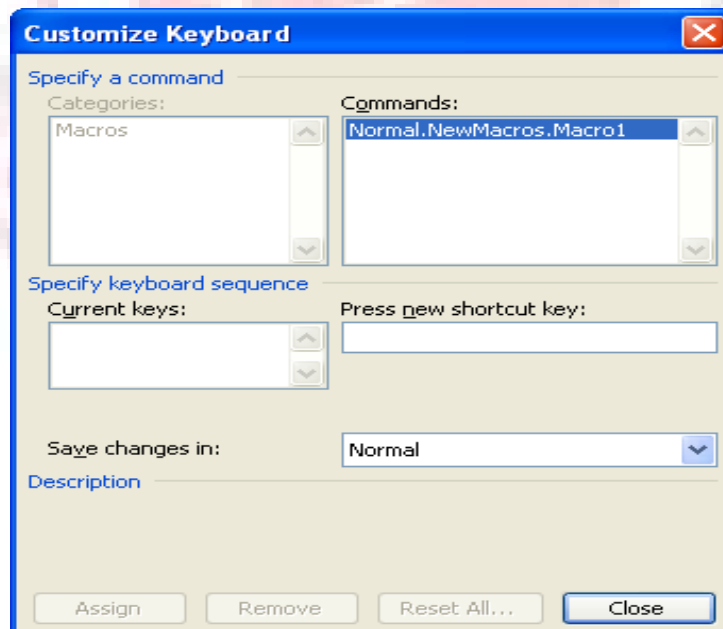 Customize Keyboard
Specify a command
Categories:
Commands:
Macros
Normal.NewMacros.Macro1
Specify keyboard sequence
Current keys:
Press new shortcut key:
Save changes in:
Normal
Description
Assign
Remove
Reset All...
Close